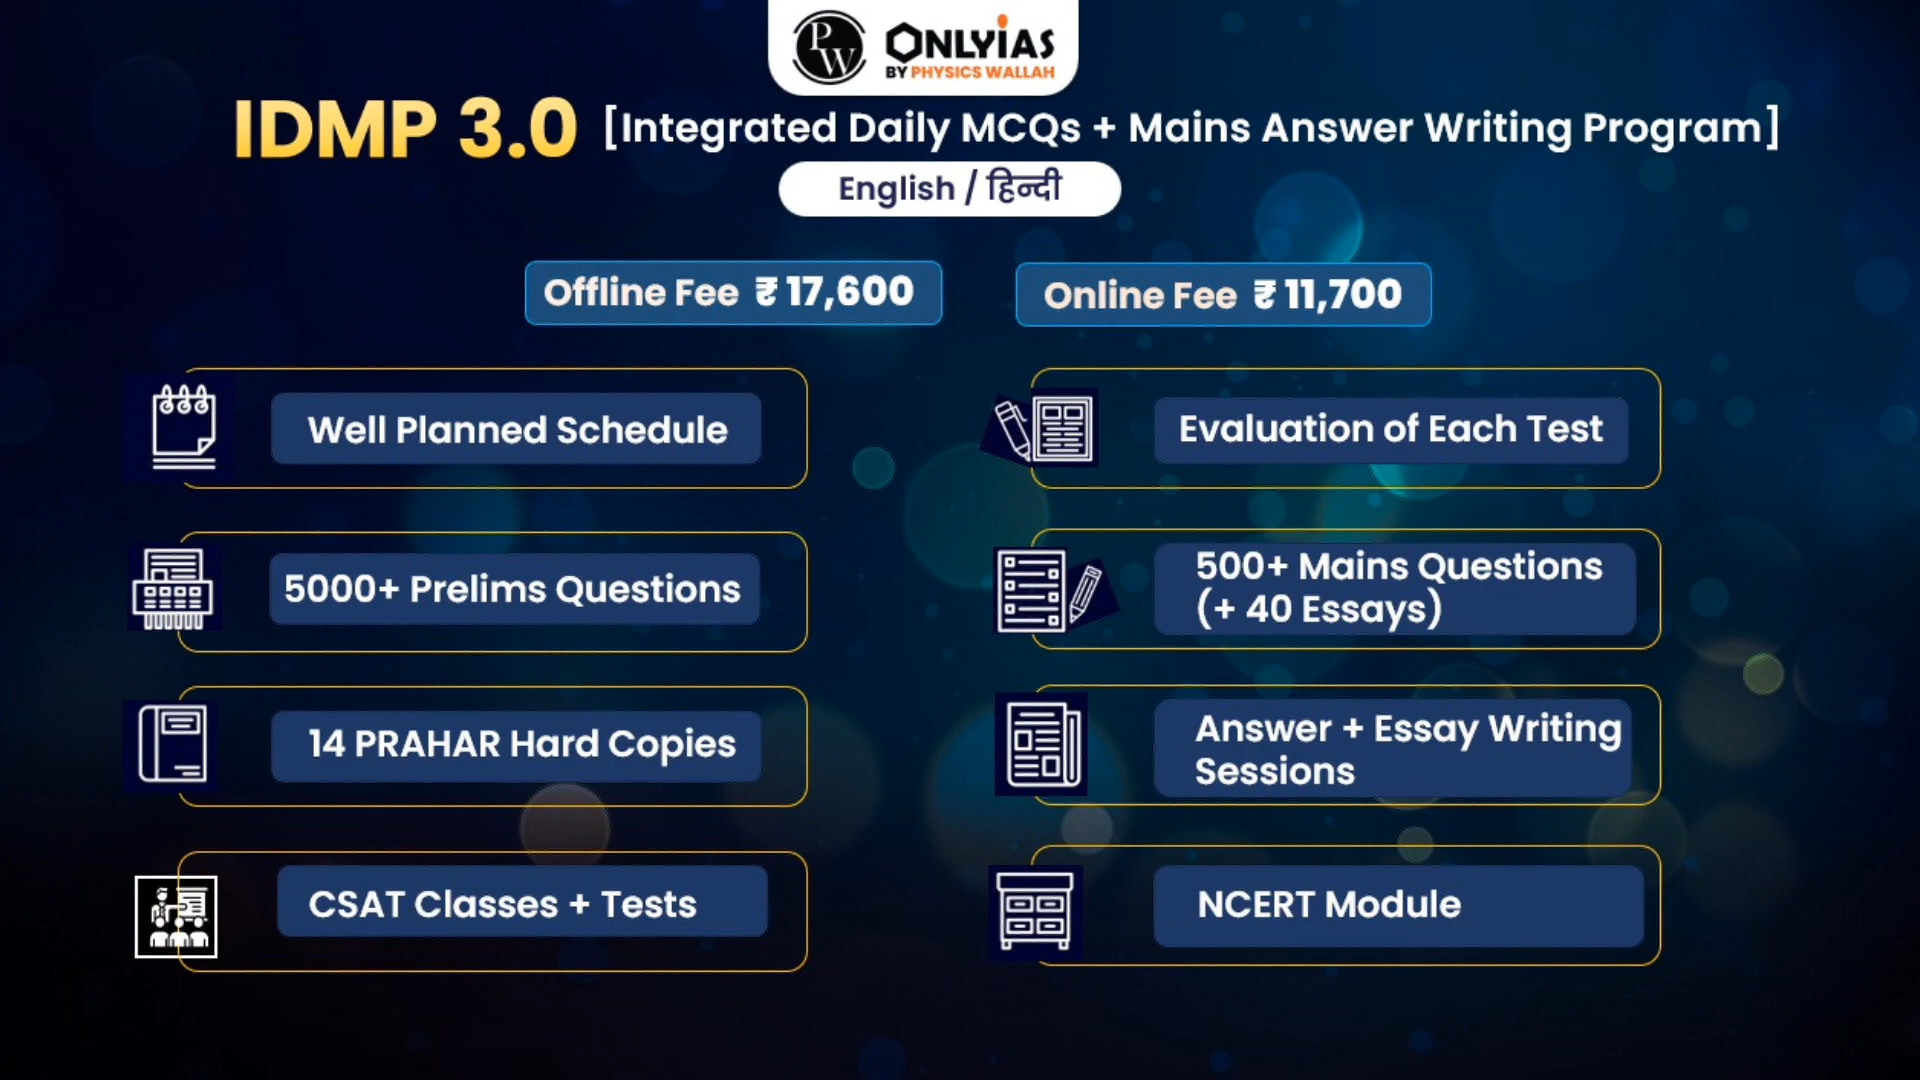 PW
ONLYiAS
BY PHYSICS WALLAH
IDMP 3.0 [Integrated Daily MCQs + Mains Answer Writing Program]
English / हिन्दी
Offline Fee ₹ 17,600
Online Fee ₹ 11,700
Well Planned Schedule
Evaluation of Each Test
5000+ Prelims Questions
500+ Mains Questions
(+ 40 Essays)
14 PRAHAR Hard Copies
Answer + Essay Writing
Sessions
CSAT Classes + Tests
NCERT Module